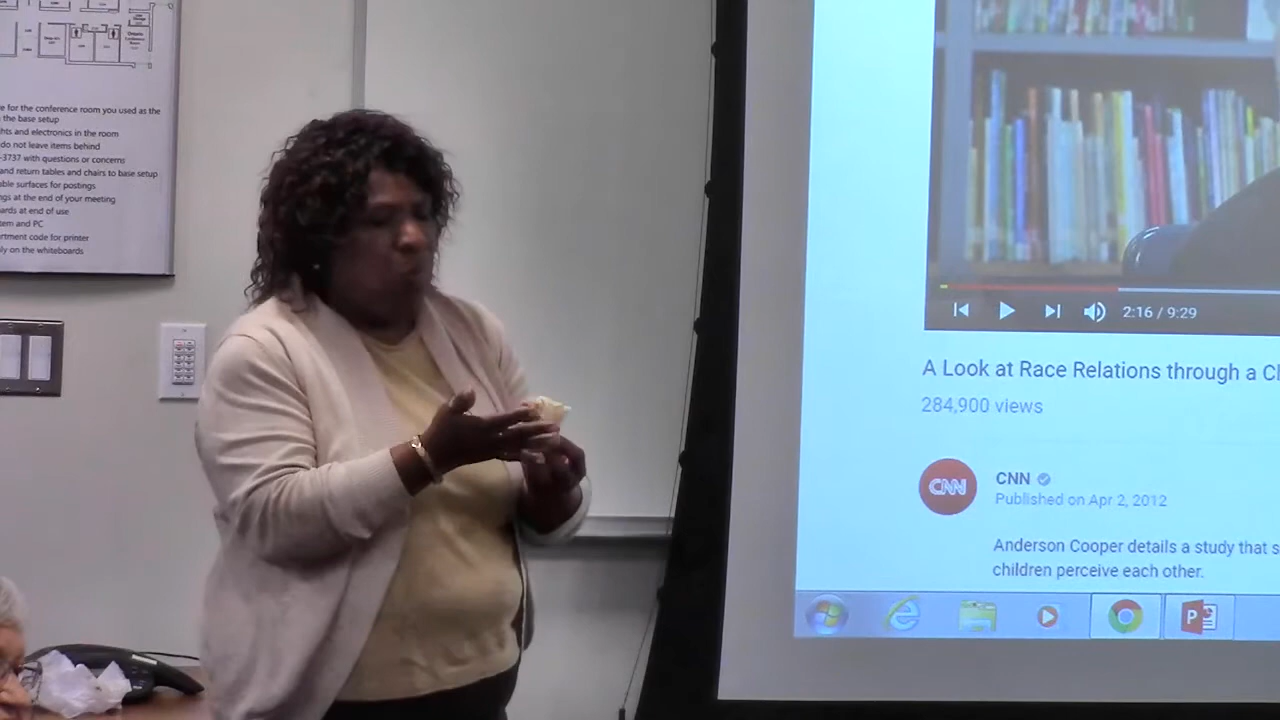 e for the conference room you used as the
the base setup
hts and electronics in the room
do not leave items behind
-3737 with questions or concerns
and return tables and chairs to base setup
ble surfaces for postings
ngs at the end of your meeting
ards at end of use
tem and PC
rtment code for printer
ly on the whiteboards
2:16 / 9:29
A Look at Race Relations through a Cl
284,900 views
CNN
CNN
Published on Apr 2, 2012
Anderson Cooper details a study that s
children perceive each other.